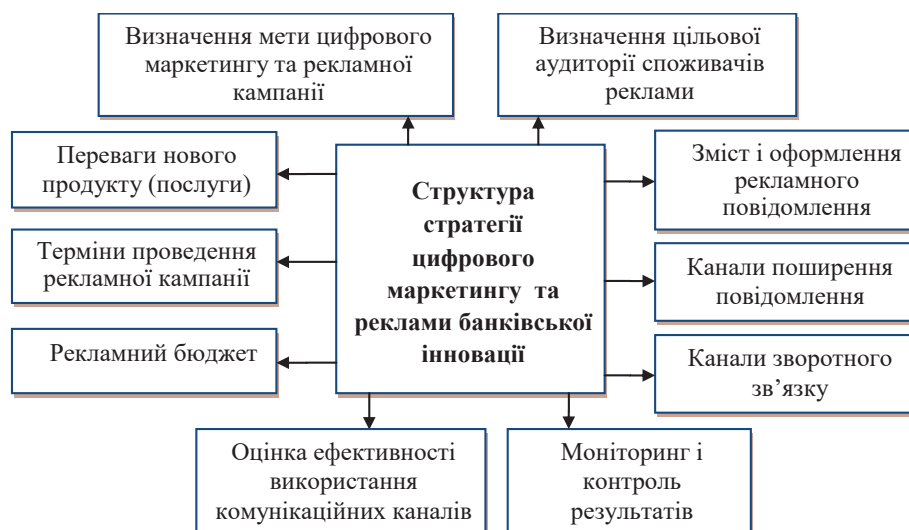 Визначення мети цифрового
маркетингу та рекламної
кампанії
Визначення цільової
аудиторії споживачів
реклами
Переваги нового
продукту (послуги)
Терміни проведення
рекламної кампанії
Рекламний бюджет
Структура
стратегії
цифрового
маркетингу та
реклами банківської
інновації
Зміст і оформлення
рекламного
повідомлення
Канали поширення
повідомлення
Канали зворотного
зв’язку
Оцінка ефективності
використання
комунікаційних каналів
Моніторинг і
контроль
результатів